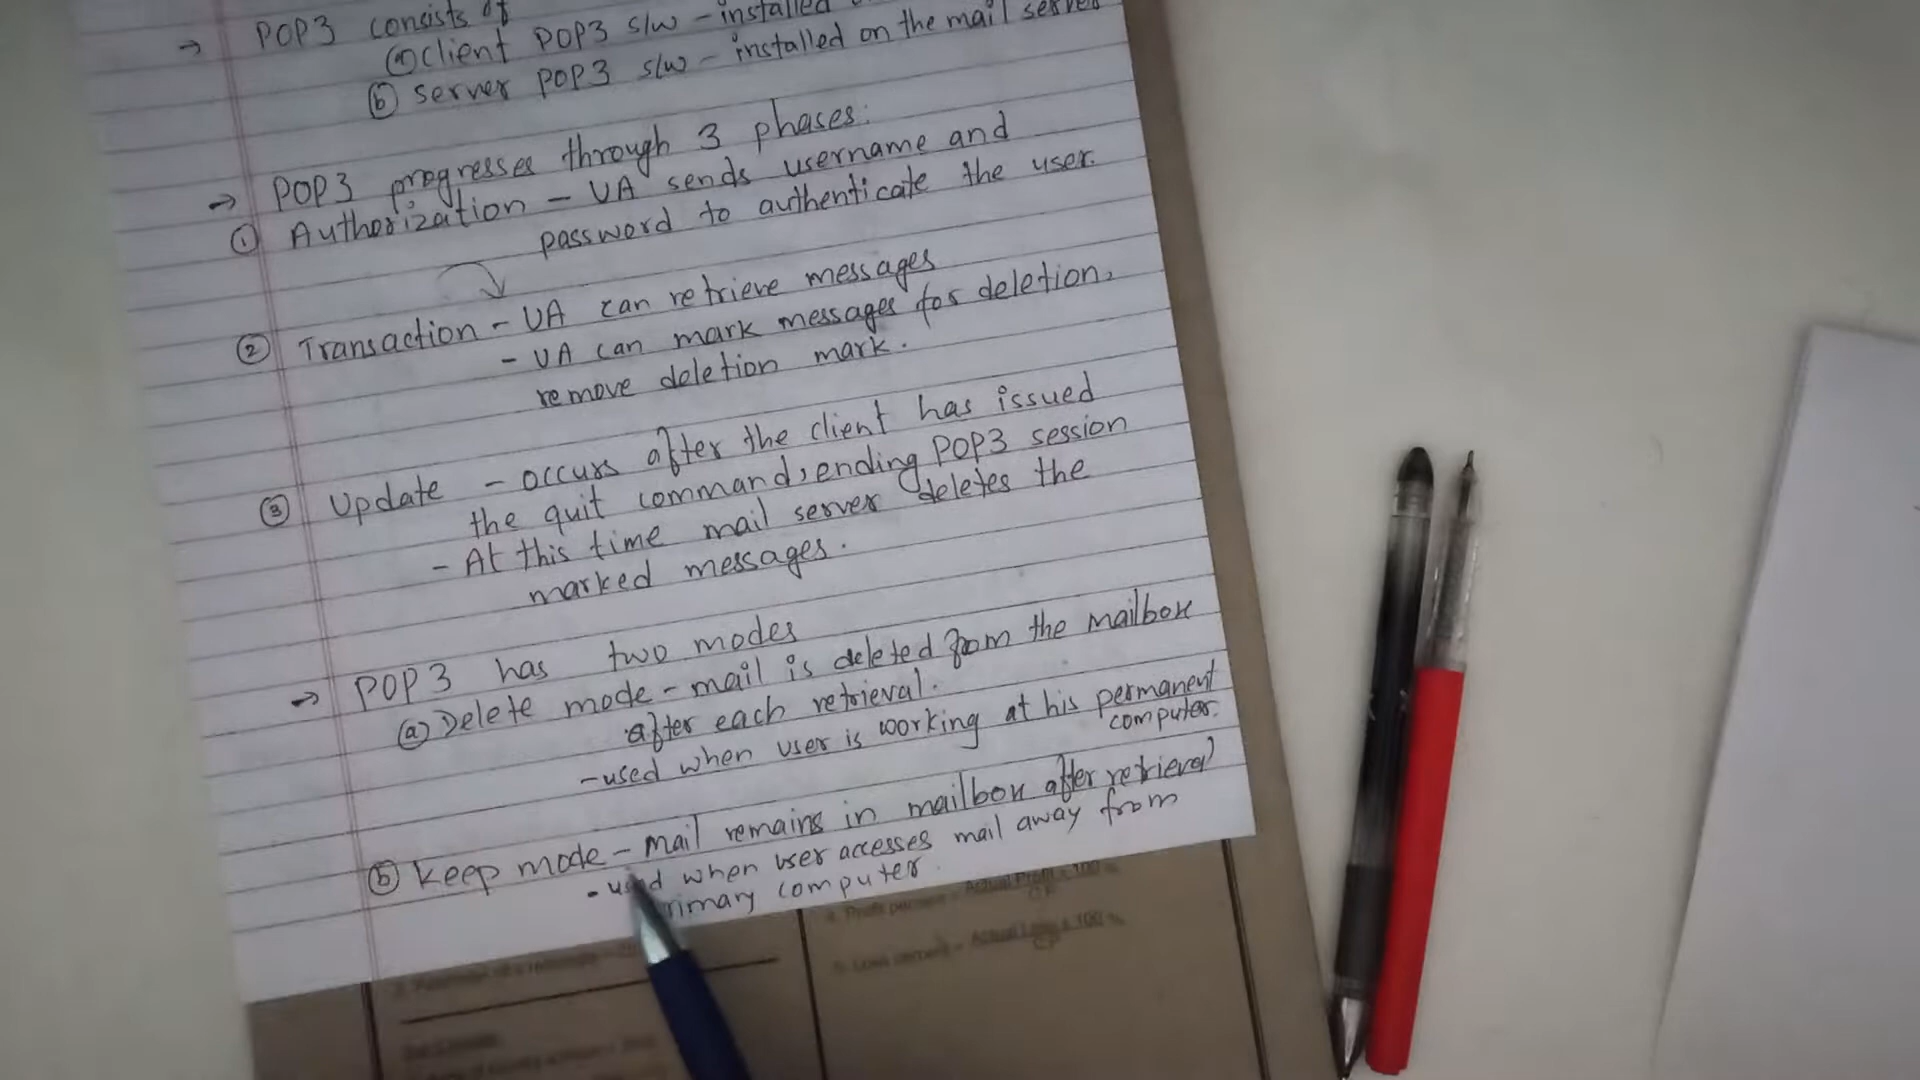 → POP3 consists of
ⓐ Client POP3 s/w - installed
ⓑ server POP3 s/w - installed on the mail server
→ POP3 progresses through 3 phases:
① Authorization - UA sends username and
password to authenticate the user.
② Transaction - UA can retrieve messages
- UA can mark messages for deletion,
remove deletion mark.
③ Update - occurs after the client has issued
the quit command, ending POP3 session
- At this time mail server deletes the
marked messages.
→ POP3 has two modes
ⓐ Delete mode - mail is deleted from the mailbox
after each retrieval.
- used when user is working at his permanent
computer.
ⓑ Keep mode - mail remains in mailbox after retrieval
- used when user accesses mail away from
primary computer.